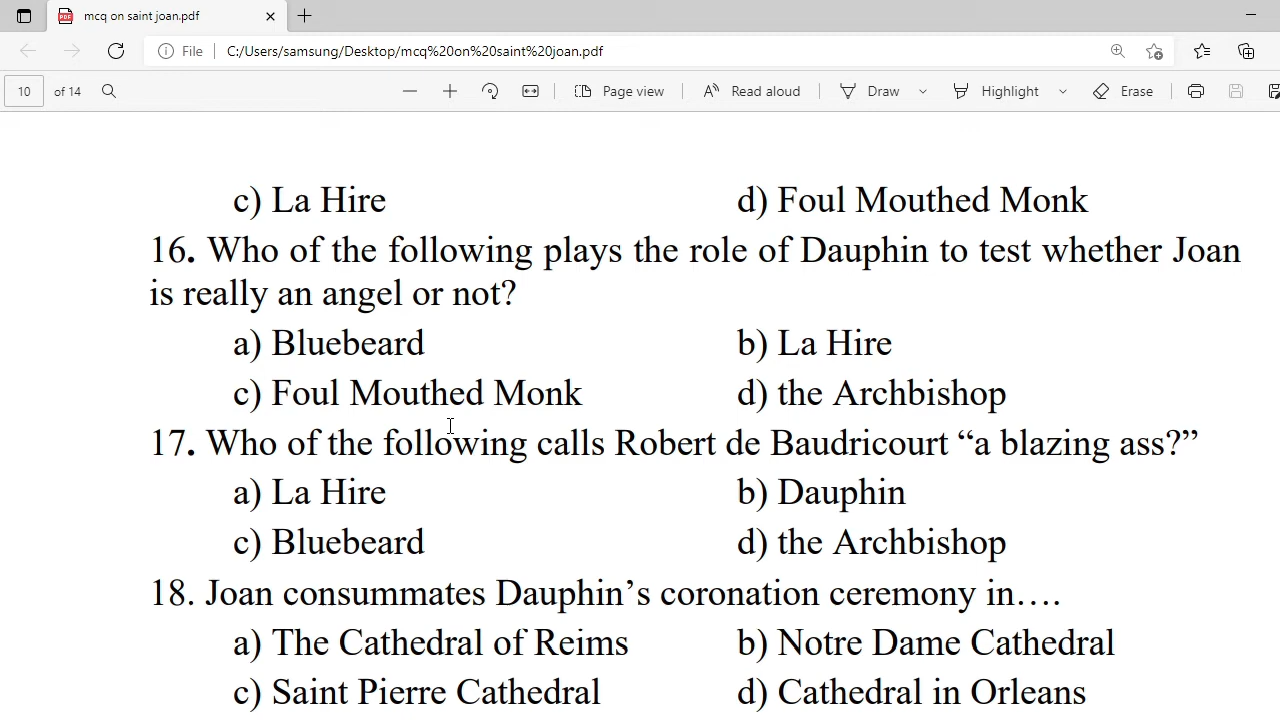 mcq on saint joan.pdf
File C:/Users/samsung/Desktop/mcq%20on%20saint%20joan.pdf
10 of 14 Page view Read aloud Draw Highlight Erase
c) La Hire d) Foul Mouthed Monk
16. Who of the following plays the role of Dauphin to test whether Joan
is really an angel or not?
a) Bluebeard b) La Hire
c) Foul Mouthed Monk d) the Archbishop
17. Who of the following calls Robert de Baudricourt “a blazing ass?”
a) La Hire b) Dauphin
c) Bluebeard d) the Archbishop
18. Joan consummates Dauphin’s coronation ceremony in….
a) The Cathedral of Reims b) Notre Dame Cathedral
c) Saint Pierre Cathedral d) Cathedral in Orleans